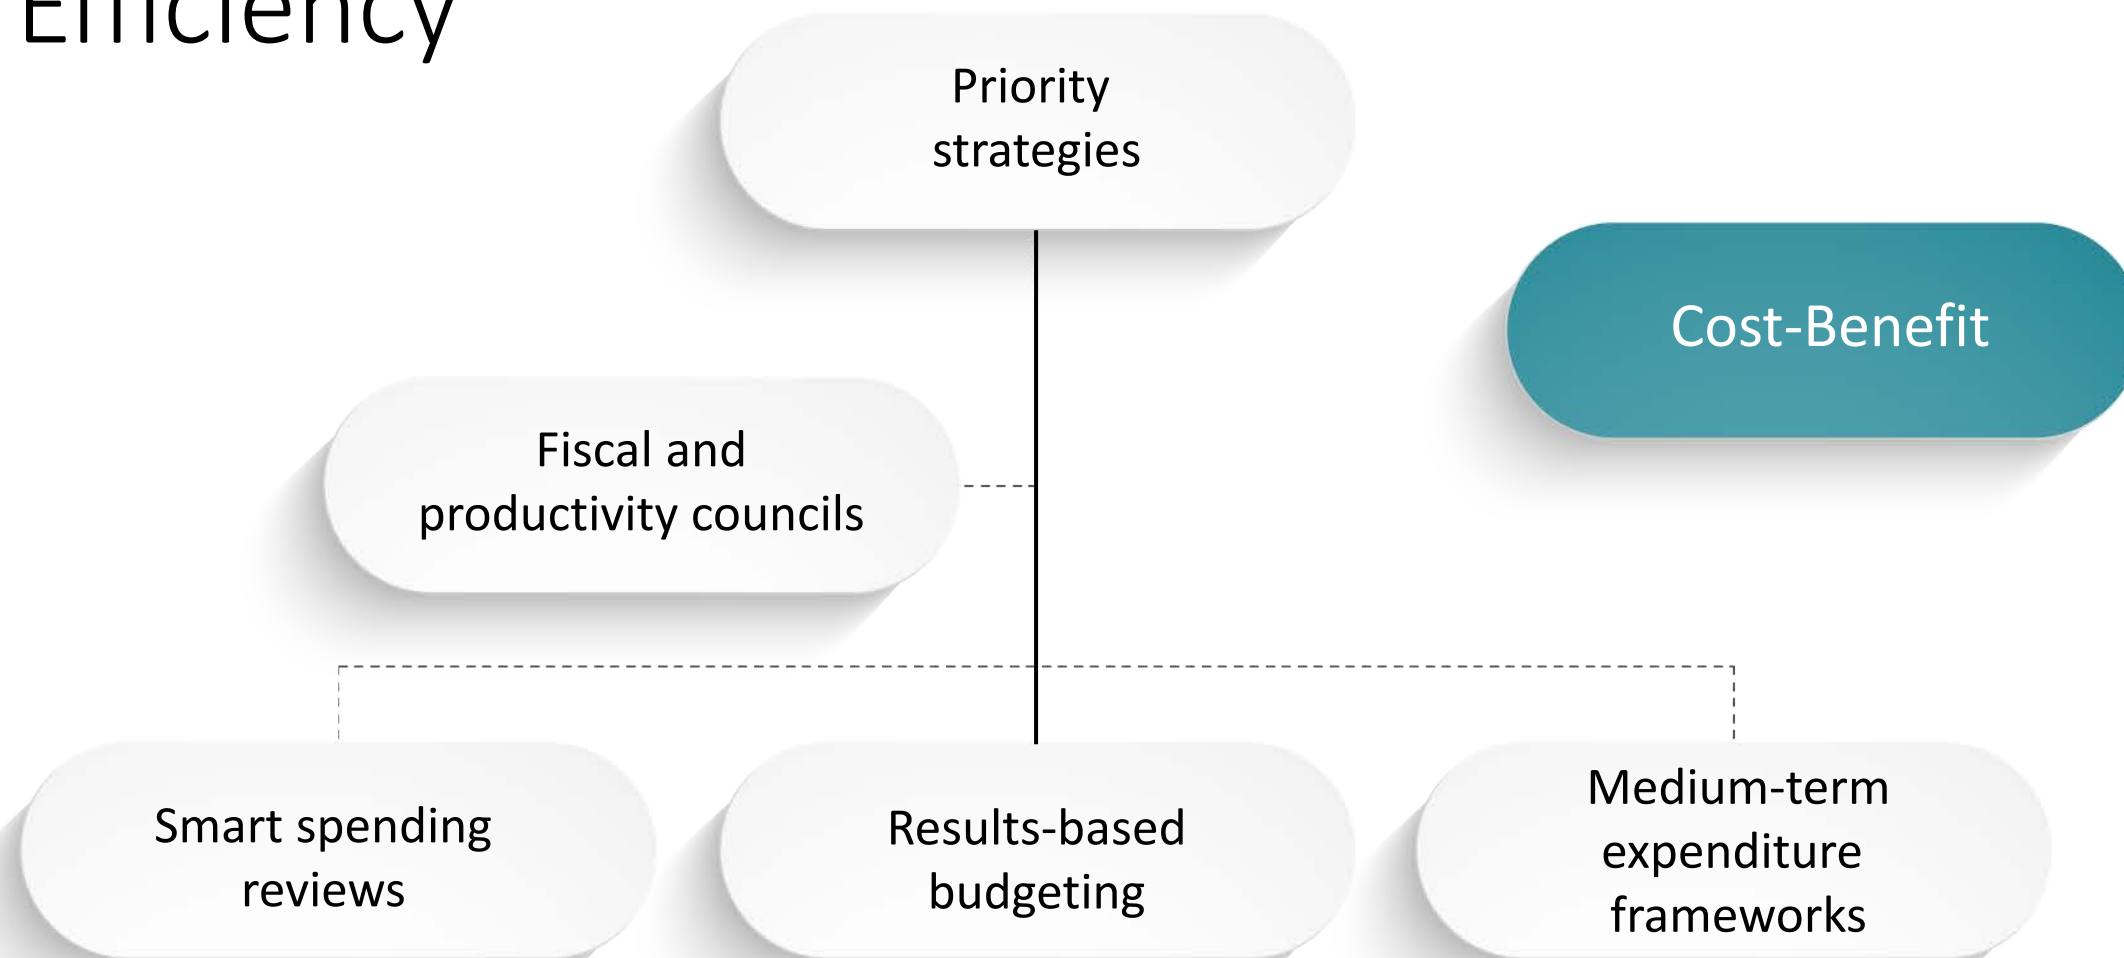 Efficiency
Priority
strategies
Cost-Benefit
Fiscal and
productivity councils
Smart spending
reviews
Results-based
budgeting
Medium-term
expenditure
frameworks